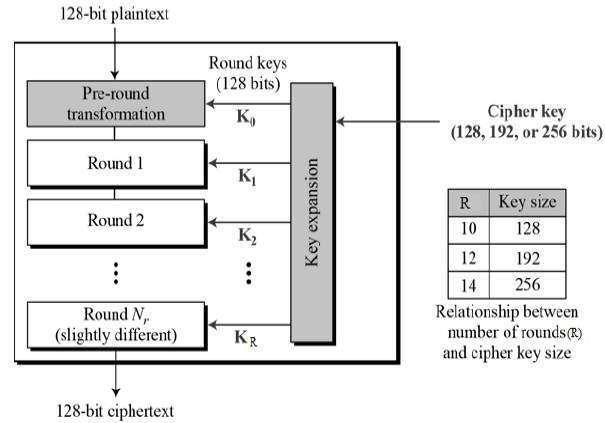 128-bit plaintext
Round keys
(128 bits)
Pre-round
transformation
K0
Cipher key
(128, 192, or 256 bits)
Round 1
K1
Key expansion
Round 2
K2
R Key size
10 128
12 192
14 256
Round Nr
(slightly different)
KR
Relationship between
number of rounds(R)
and cipher key size
128-bit ciphertext